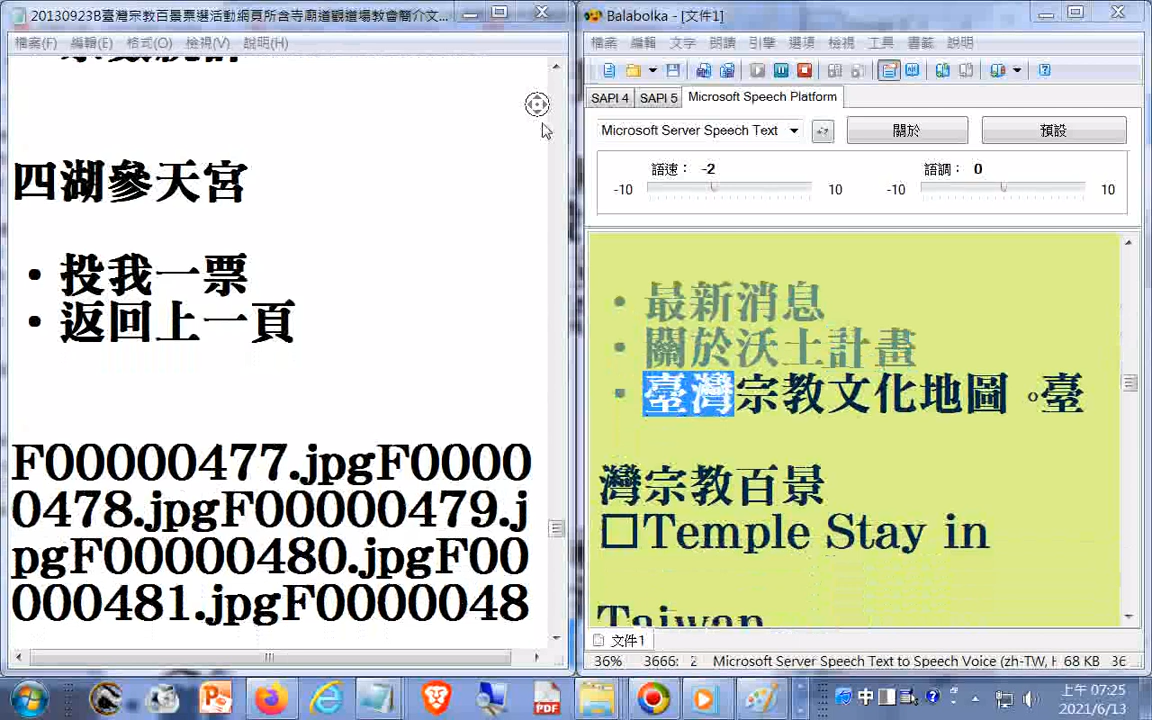 20130923B臺灣宗教百景票選活動網頁所含寺廟道觀道場教會簡介文...
檔案(F) 編輯(E) 格式(O) 檢視(V) 說明(H)
四湖參天宮
• 投我一票
• 返回上一頁
F00000477.jpgF0000
0478.jpgF00000479.j
pgF00000480.jpgF00
000481.jpgF0000048
Balabolka - [文件1]
檔案 編輯 文字 朗讀 引擎 選項 檢視 工具 書籤 說明
SAPI 4 SAPI 5 Microsoft Speech Platform
Microsoft Server Speech Text 關於 預設
語速： -2 語調： 0
-10 10 -10 10
• 最新消息
• 關於沃土計畫
• 臺灣宗教文化地圖。臺
灣宗教百景
□Temple Stay in
Taiwan
文件1
36% 3666: 2 Microsoft Server Speech Text to Speech Voice (zh-TW, H 68 KB 36
中 上午 07:25
2021/6/13